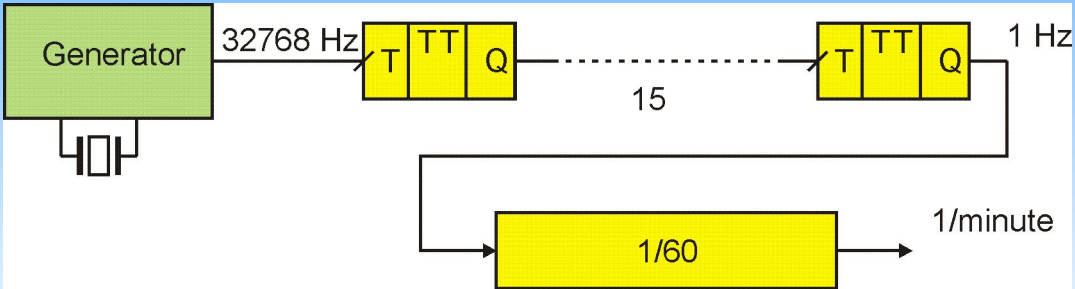 Generator
32768 Hz
T TT Q
15
T TT Q
1 Hz
1/60
1/minute